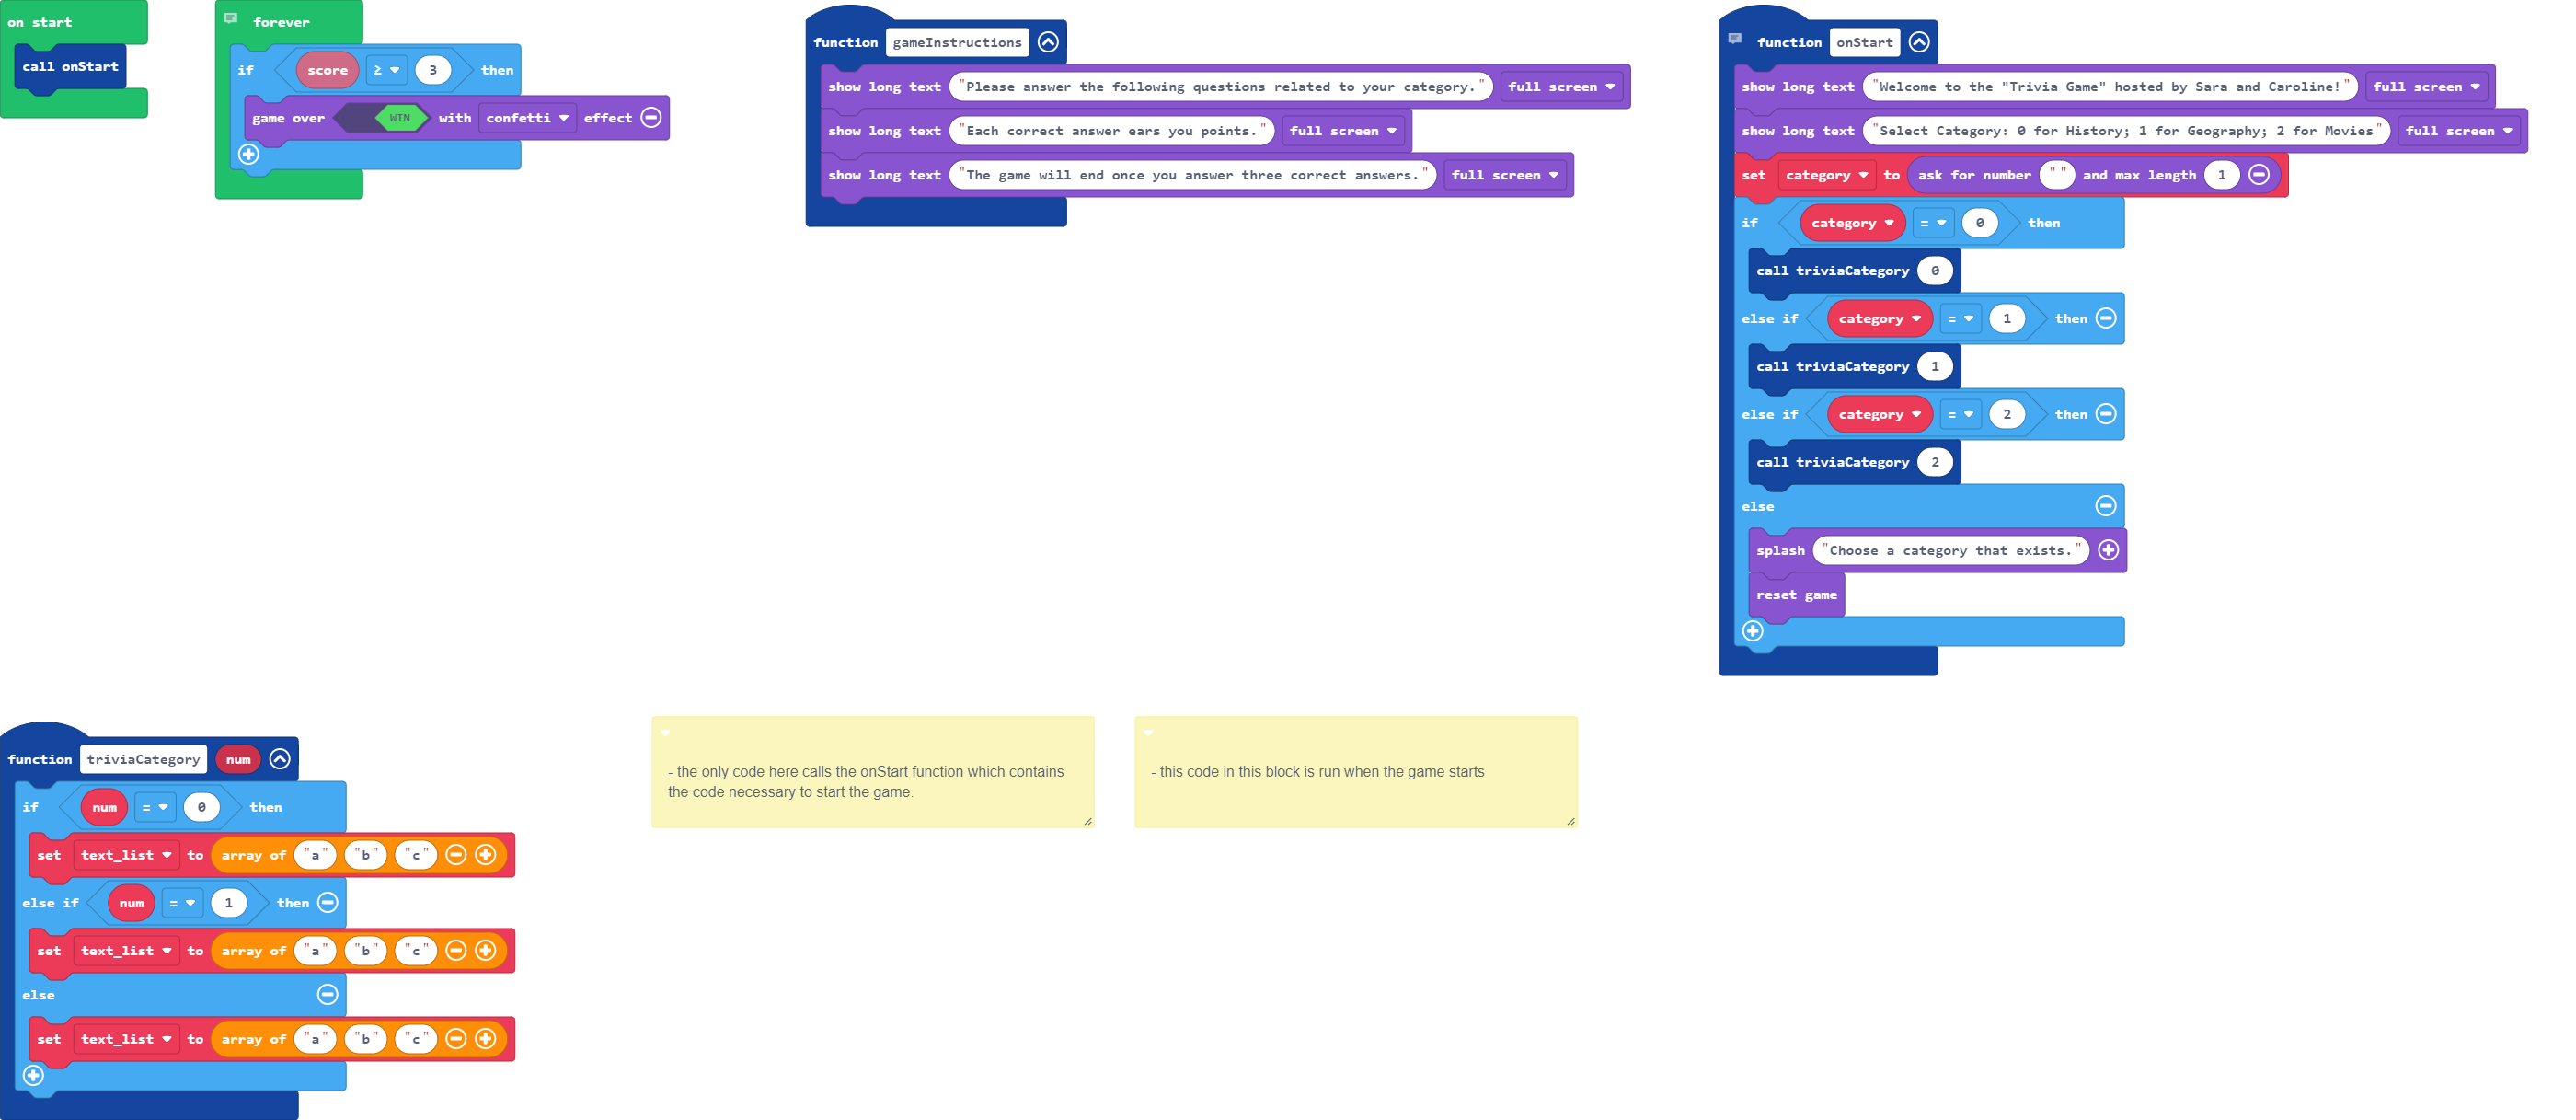 on start
call onStart
forever
if score ≥ 3 then
game over WIN with confetti effect
function gameInstructions
show long text "Please answer the following questions related to your category." full screen
show long text "Each correct answer ears you points." full screen
show long text "The game will end once you answer three correct answers." full screen
function onStart
show long text "Welcome to the "Trivia Game" hosted by Sara and Caroline!" full screen
show long text "Select Category: 0 for History; 1 for Geography; 2 for Movies" full screen
set category to ask for number " " and max length 1
if category = 0 then
call triviaCategory 0
else if category = 1 then
call triviaCategory 1
else if category = 2 then
call triviaCategory 2
else
splash "Choose a category that exists."
reset game
function triviaCategory num
if num = 0 then
set text_list to array of "a" "b" "c"
else if num = 1 then
set text_list to array of "a" "b" "c"
else
set text_list to array of "a" "b" "c"
- the only code here calls the onStart function which contains
the code necessary to start the game.
- this code in this block is run when the game starts